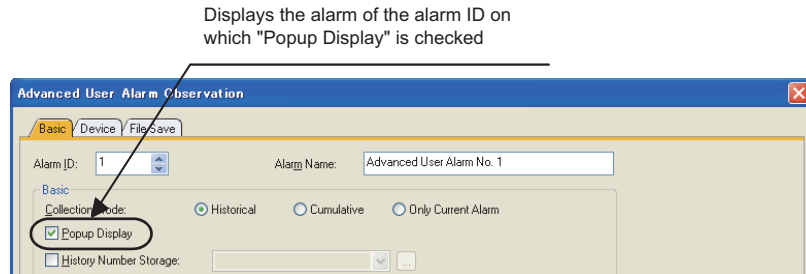 Displays the alarm of the alarm ID on
which "Popup Display" is checked
Advanced User Alarm Observation
Basic Device File Save
Alarm ID: 1 Alarm Name: Advanced User Alarm No. 1
Basic
Collection Mode: Historical Cumulative Only Current Alarm
Popup Display
History Number Storage: ...